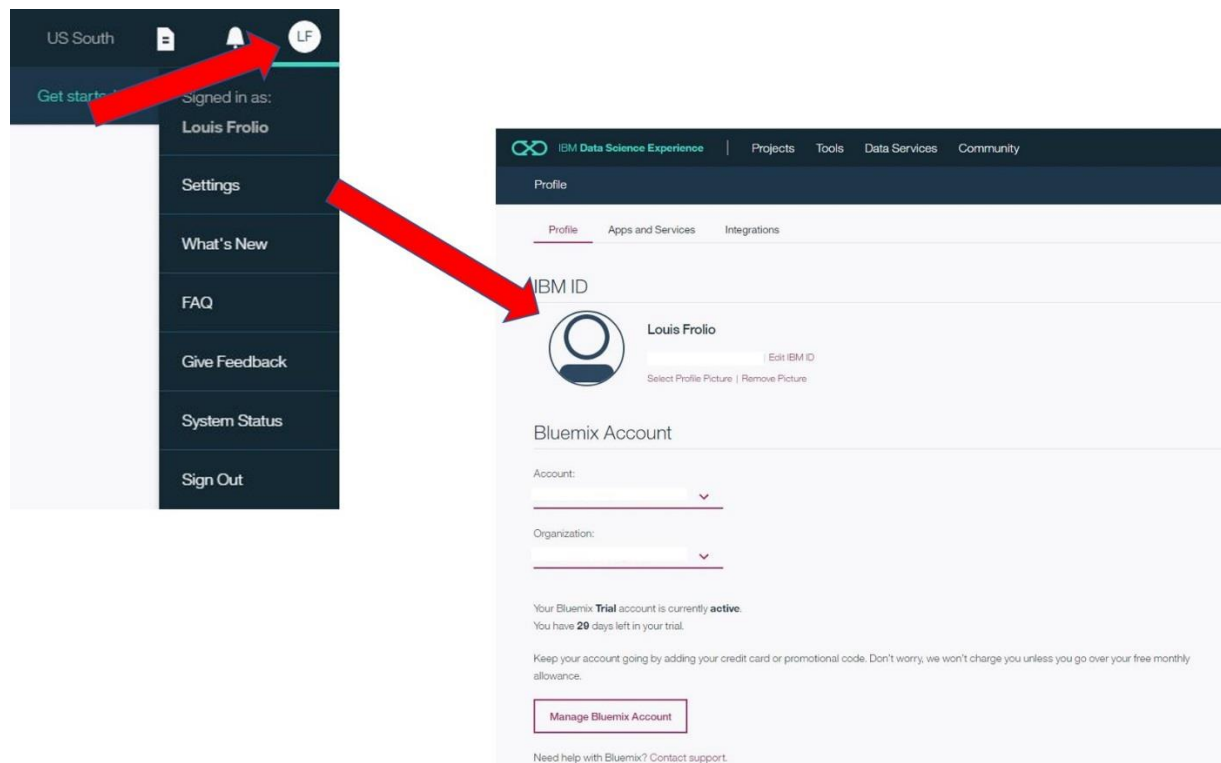 US South
LF
Get started
Signed in as:
Louis Frolio
Settings
What's New
FAQ
Give Feedback
System Status
Sign Out
IBM Data Science Experience | Projects Tools Data Services Community
Profile
Profile Apps and Services Integrations
IBM ID
Louis Frolio
| Edit IBM ID
Select Profile Picture | Remove Picture
Bluemix Account
Account:
Organization:
Your Bluemix Trial account is currently active.
You have 29 days left in your trial.
Keep your account going by adding your credit card or promotional code. Don't worry, we won't charge you unless you go over your free monthly
allowance.
Manage Bluemix Account
Need help with Bluemix? Contact support.